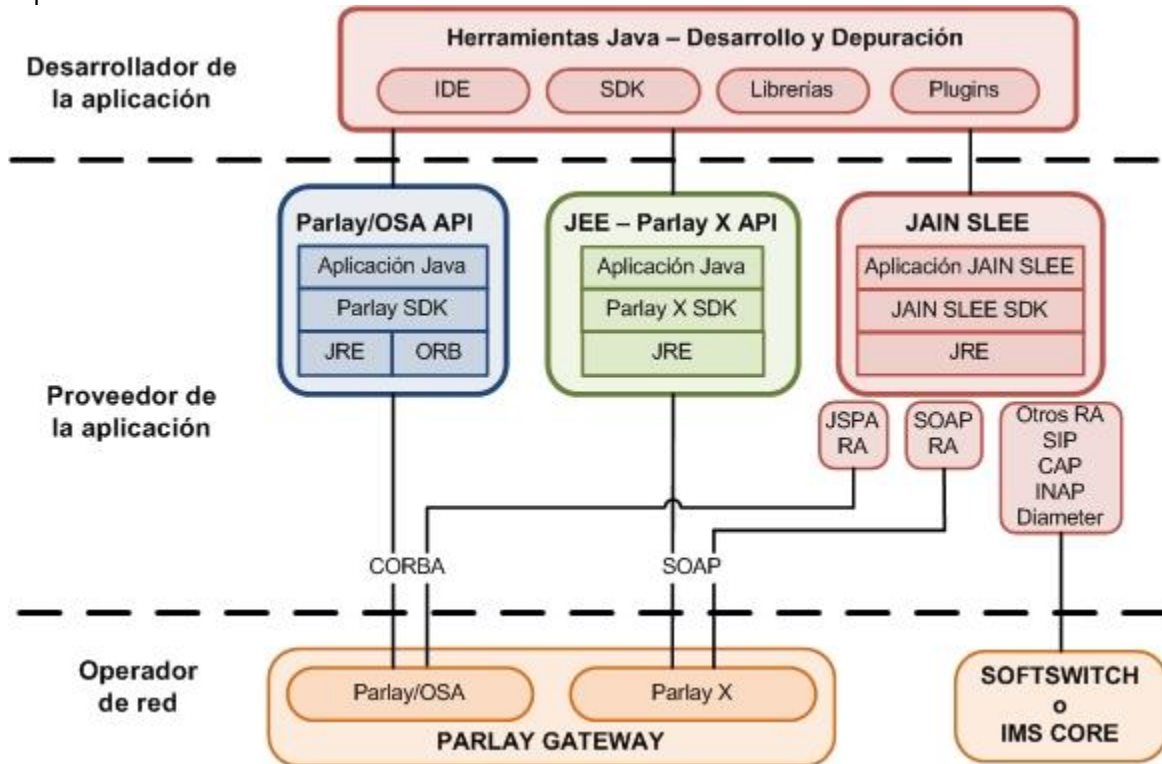 Herramientas Java – Desarrollo y Depuración
Desarrollador de
la aplicación
IDE
SDK
Librerías
Plugins
Parlay/OSA API
Aplicación Java
Parlay SDK
JRE
ORB
JEE – Parlay X API
Aplicación Java
Parlay X SDK
JRE
JAIN SLEE
Aplicación JAIN SLEE
JAIN SLEE SDK
JRE
Proveedor de
la aplicación
JSPA
RA
SOAP
RA
Otros RA
SIP
CAP
INAP
Diameter
CORBA
SOAP
Operador
de red
Parlay/OSA
Parlay X
PARLAY GATEWAY
SOFTSWITCH
o
IMS CORE